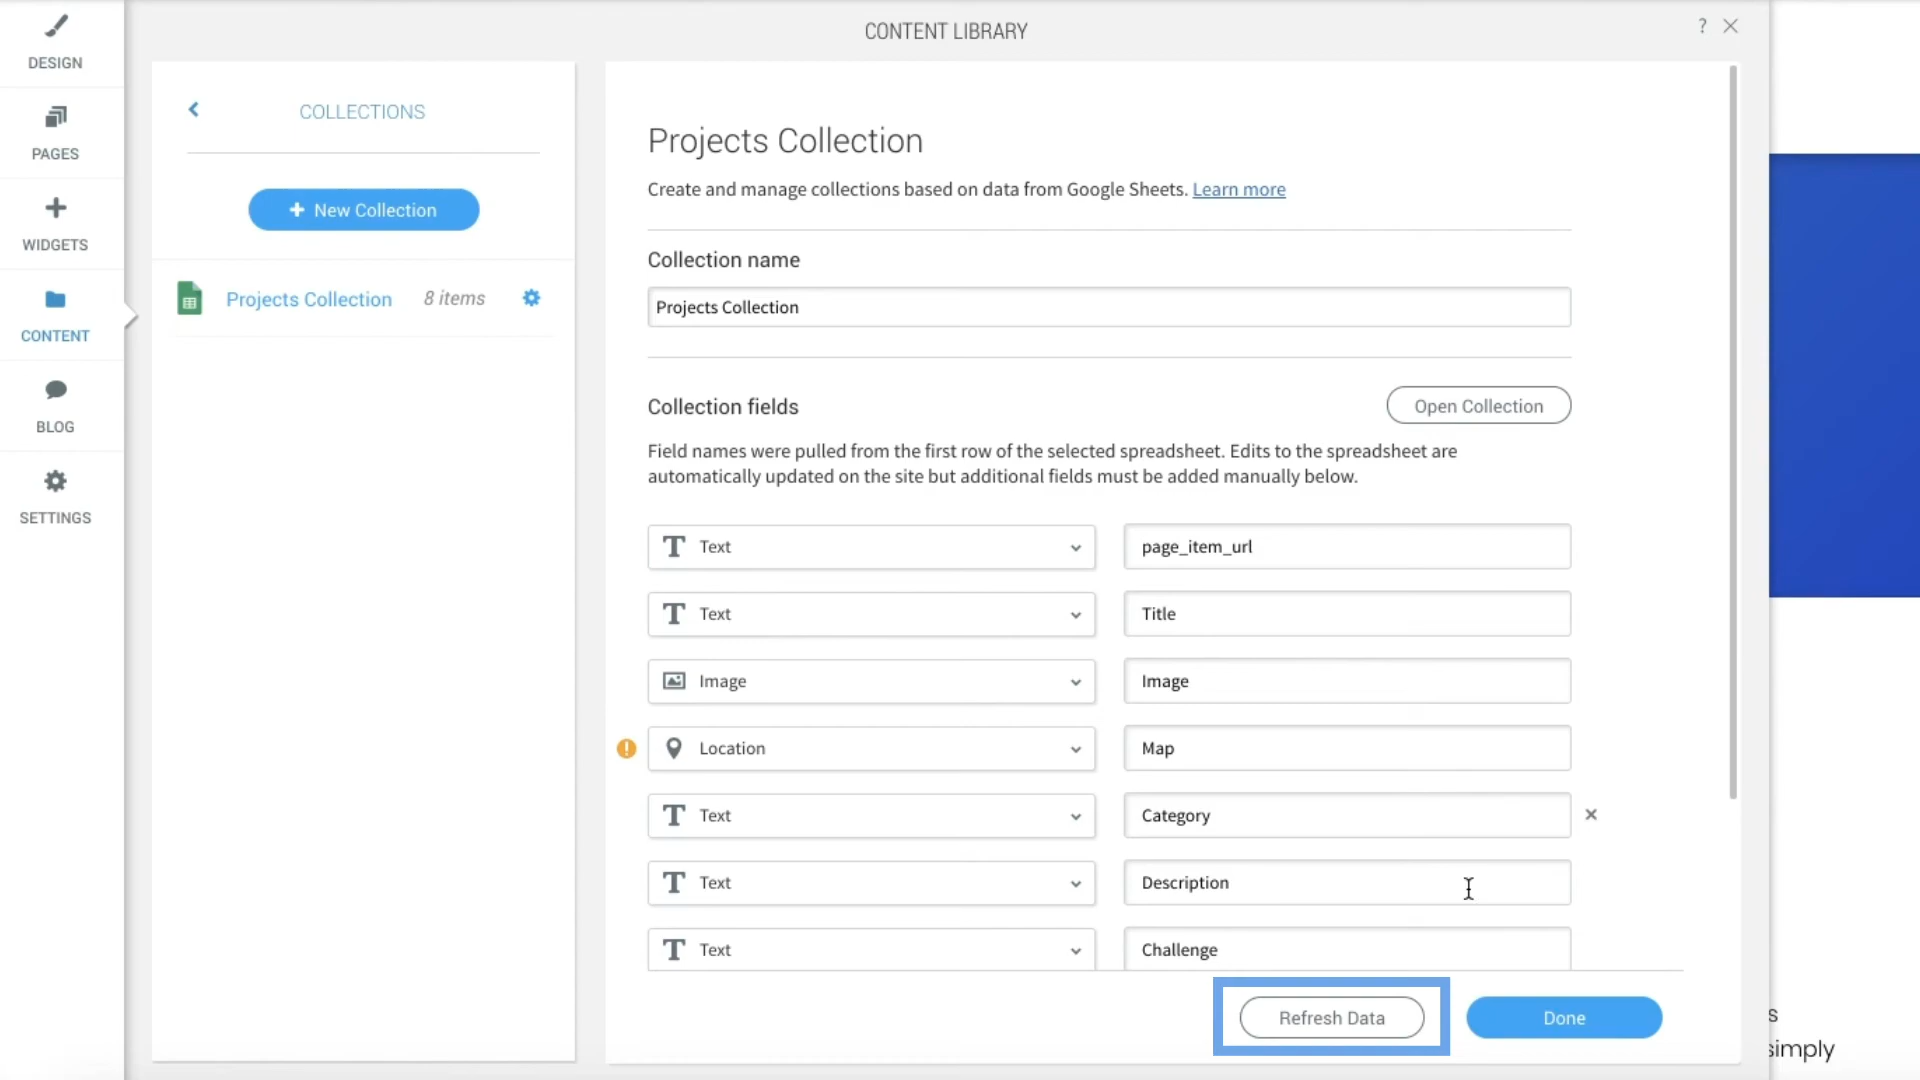 CONTENT LIBRARY
?
DESIGN
PAGES
WIDGETS
CONTENT
BLOG
SETTINGS
COLLECTIONS
+ New Collection
Projects Collection 8 items
Projects Collection
Create and manage collections based on data from Google Sheets. Learn more
Collection name
Projects Collection
Collection fields
Open Collection
Field names were pulled from the first row of the selected spreadsheet. Edits to the spreadsheet are
automatically updated on the site but additional fields must be added manually below.
T Text page_item_url
T Text Title
Image Image
! Location Map
T Text Category
T Text Description
T Text Challenge
Refresh Data Done
s
simply